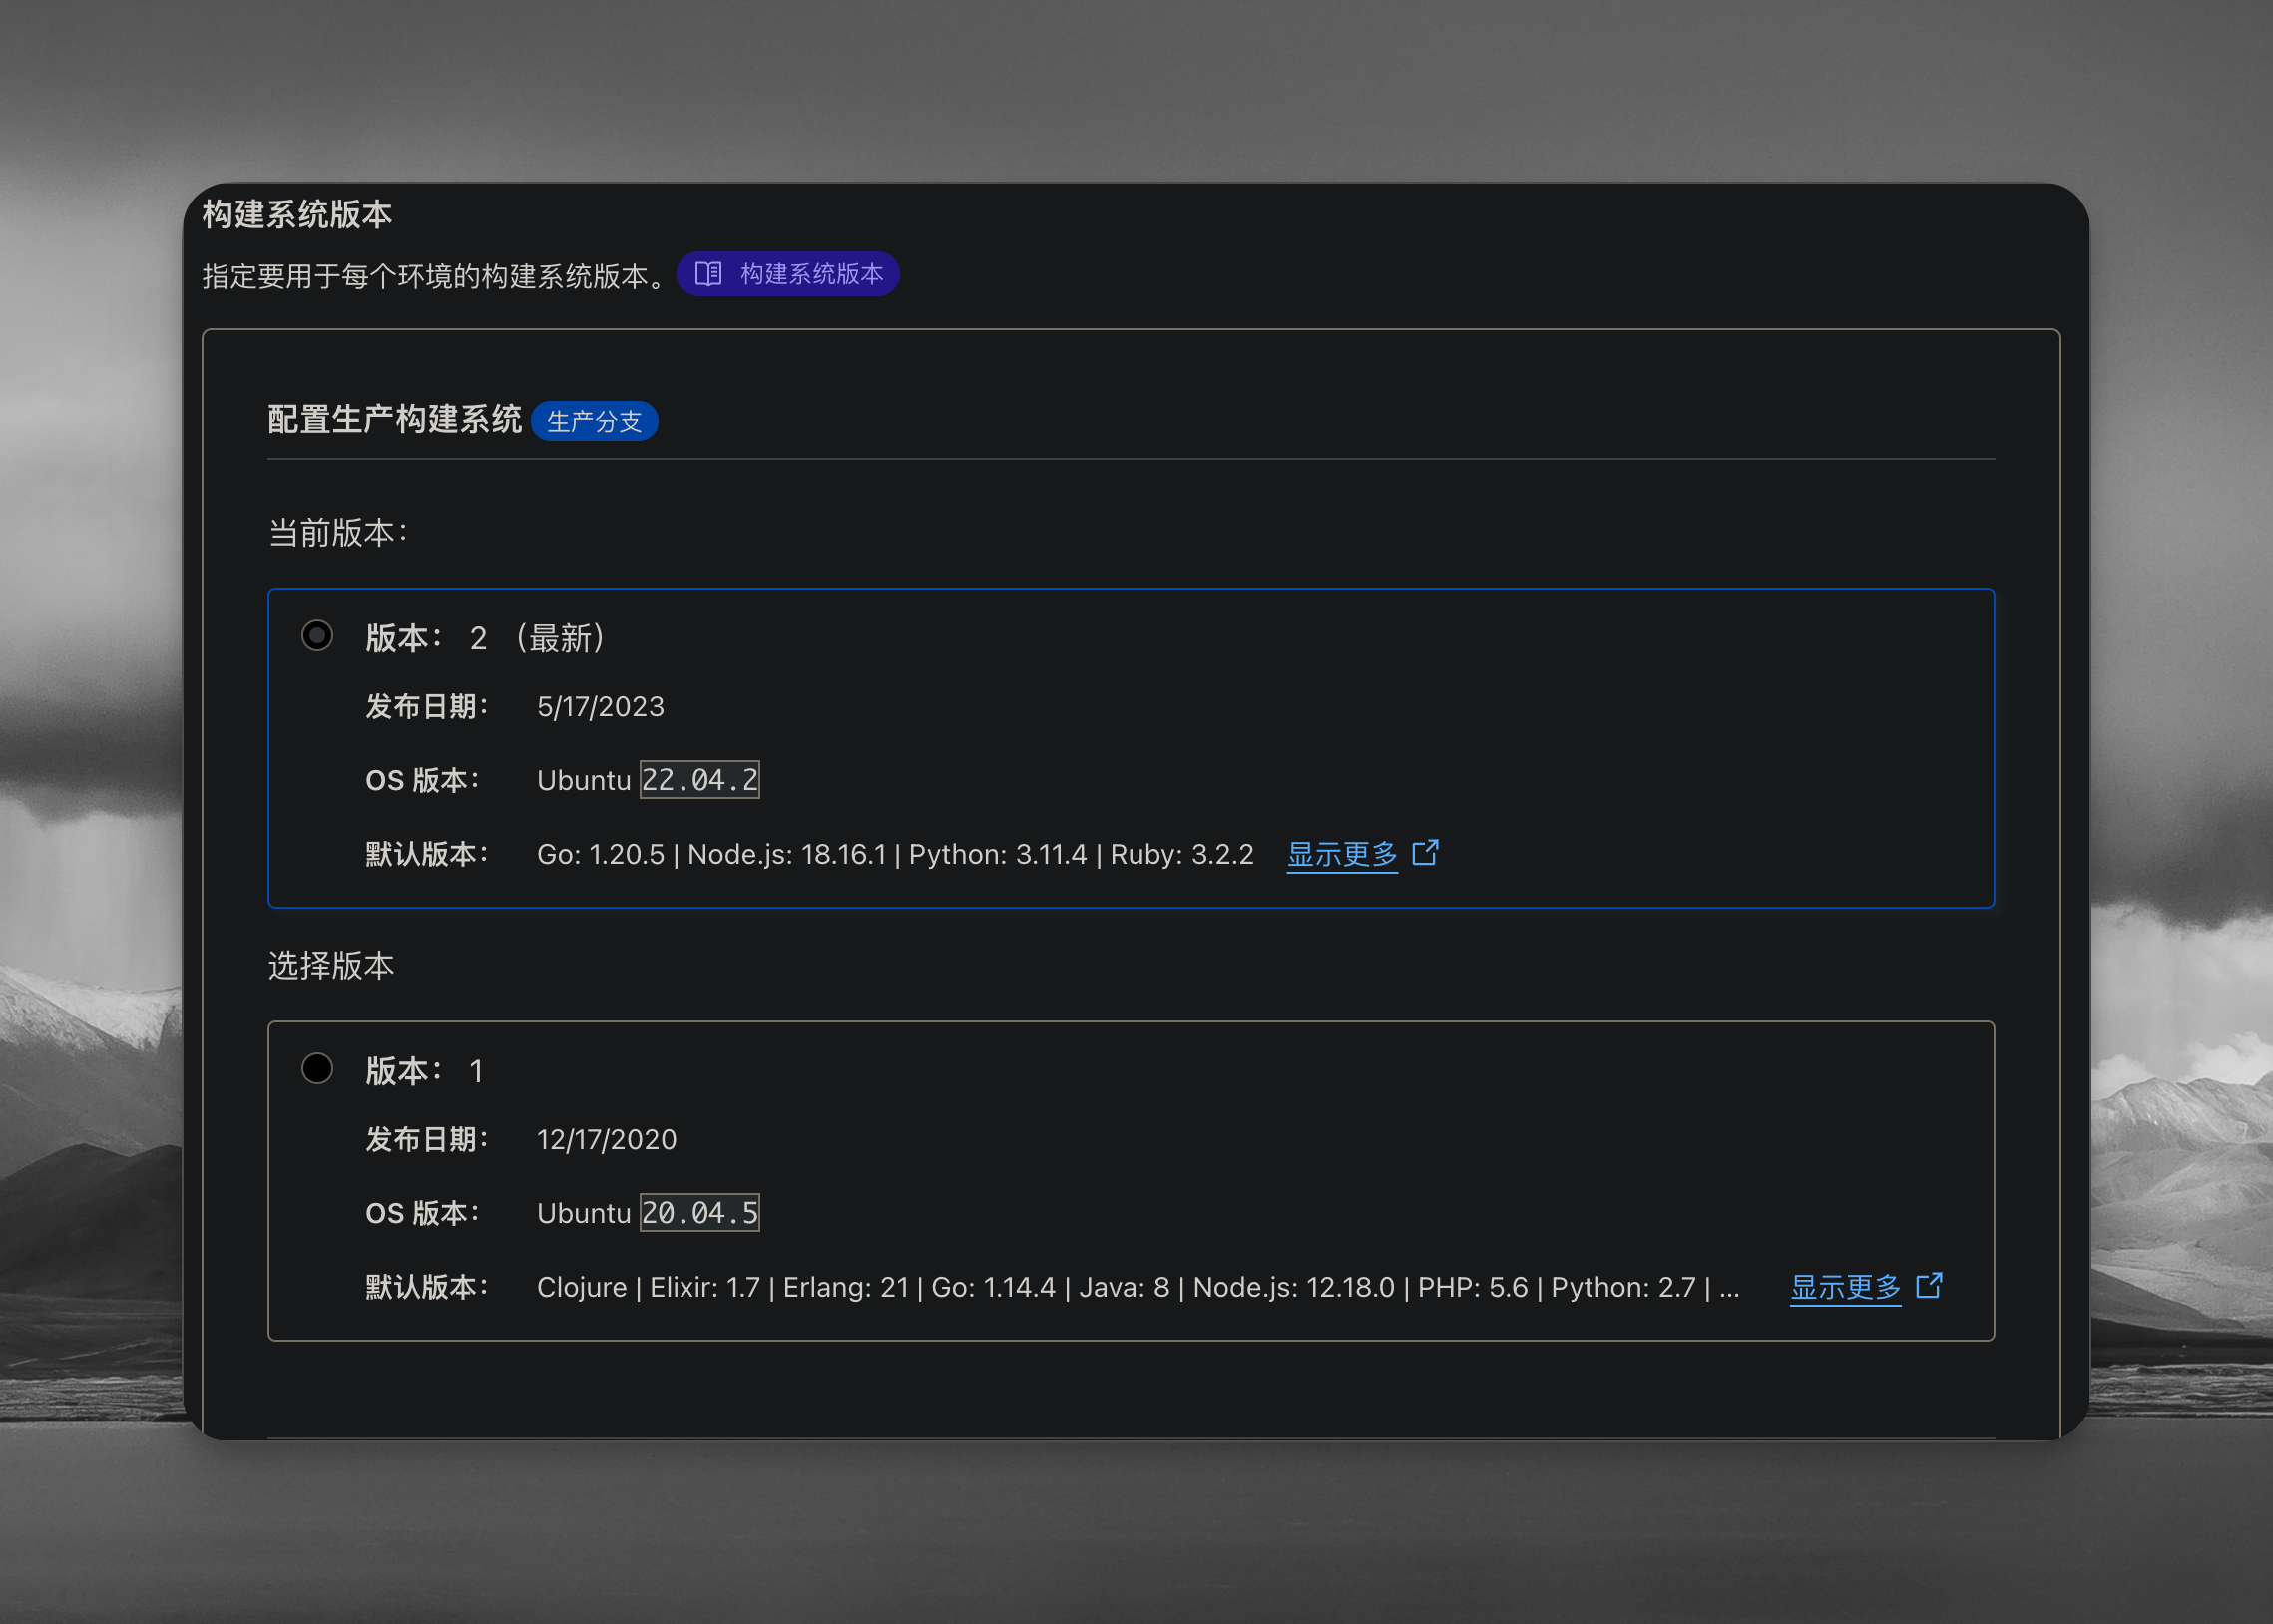 构建系统版本
指定要用于每个环境的构建系统版本。 构建系统版本
配置生产构建系统 生产分支
当前版本：
版本： 2 （最新）
发布日期： 5/17/2023
OS 版本： Ubuntu 22.04.2
默认版本： Go: 1.20.5 | Node.js: 18.16.1 | Python: 3.11.4 | Ruby: 3.2.2 显示更多
选择版本
版本： 1
发布日期： 12/17/2020
OS 版本： Ubuntu 20.04.5
默认版本： Clojure | Elixir: 1.7 | Erlang: 21 | Go: 1.14.4 | Java: 8 | Node.js: 12.18.0 | PHP: 5.6 | Python: 2.7 | ... 显示更多